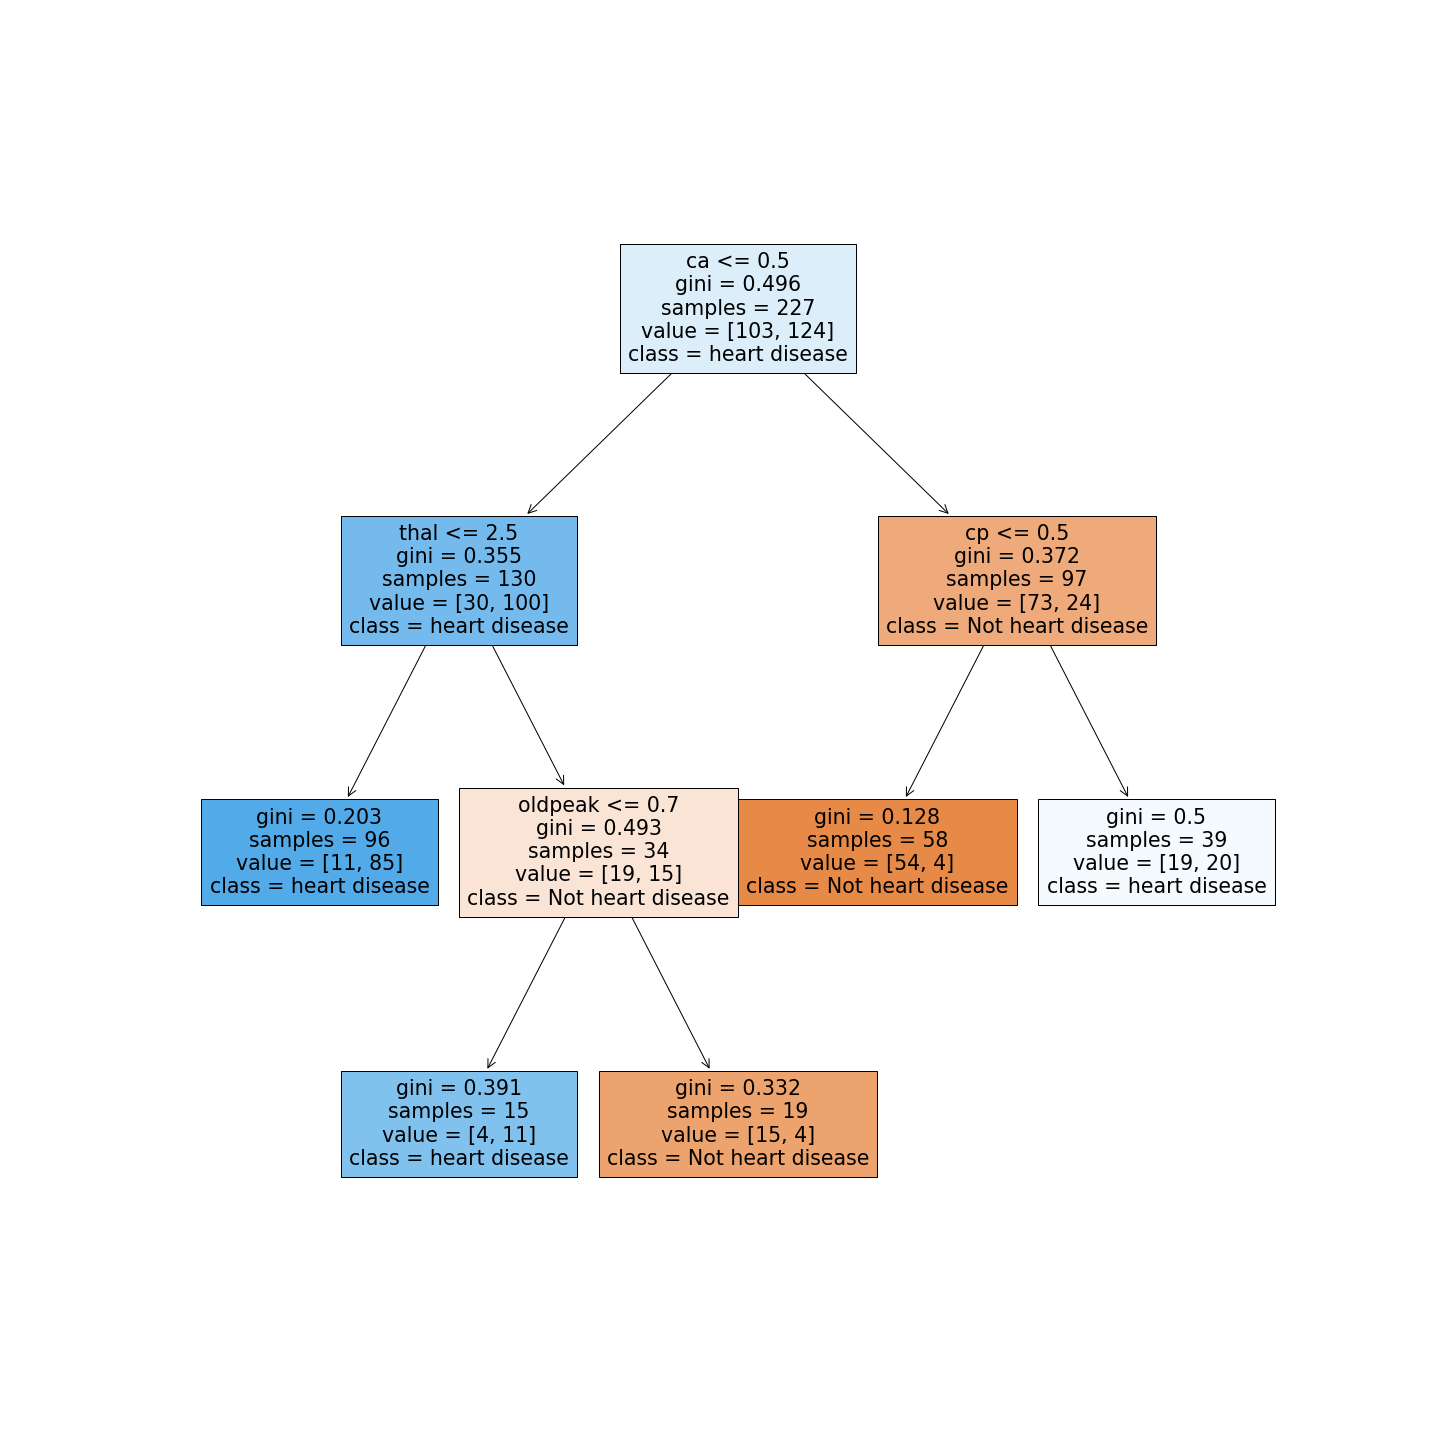 ca <= 0.5
gini = 0.496
samples = 227
value = [103, 124]
class = heart disease
thal <= 2.5
gini = 0.355
samples = 130
value = [30, 100]
class = heart disease
cp <= 0.5
gini = 0.372
samples = 97
value = [73, 24]
class = Not heart disease
gini = 0.203
samples = 96
value = [11, 85]
class = heart disease
oldpeak <= 0.7
gini = 0.493
samples = 34
value = [19, 15]
class = Not heart disease
gini = 0.128
samples = 58
value = [54, 4]
class = Not heart disease
gini = 0.5
samples = 39
value = [19, 20]
class = heart disease
gini = 0.391
samples = 15
value = [4, 11]
class = heart disease
gini = 0.332
samples = 19
value = [15, 4]
class = Not heart disease